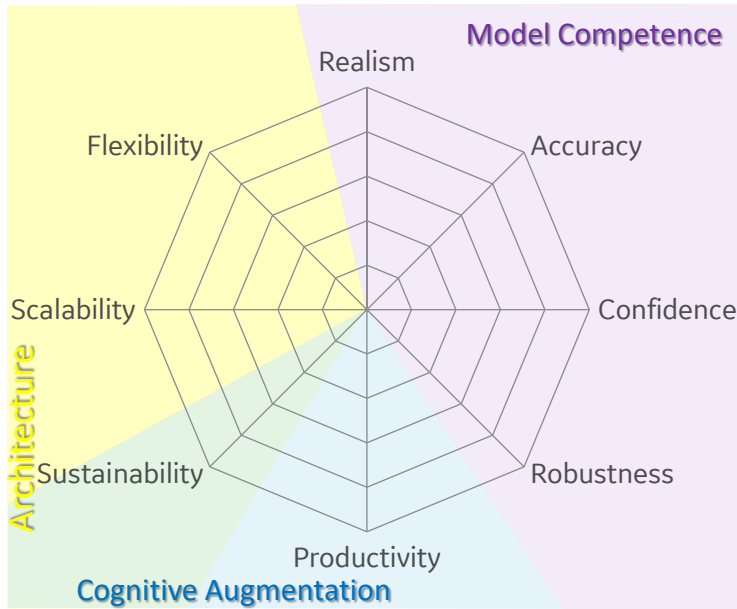 Model Competence
Realism
Flexibility
Accuracy
Scalability
Confidence
Architecture
Sustainability
Robustness
Productivity
Cognitive Augmentation